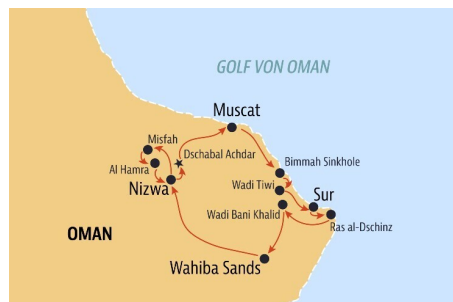 GOLF VON OMAN
Muscat
Misfah
Dschabal Achdar
Al Hamra
Bimmah Sinkhole
Nizwa
Wadi Tiwi
Sur
Wadi Bani Khalid
Ras al-Dschinz
OMAN
Wahiba Sands